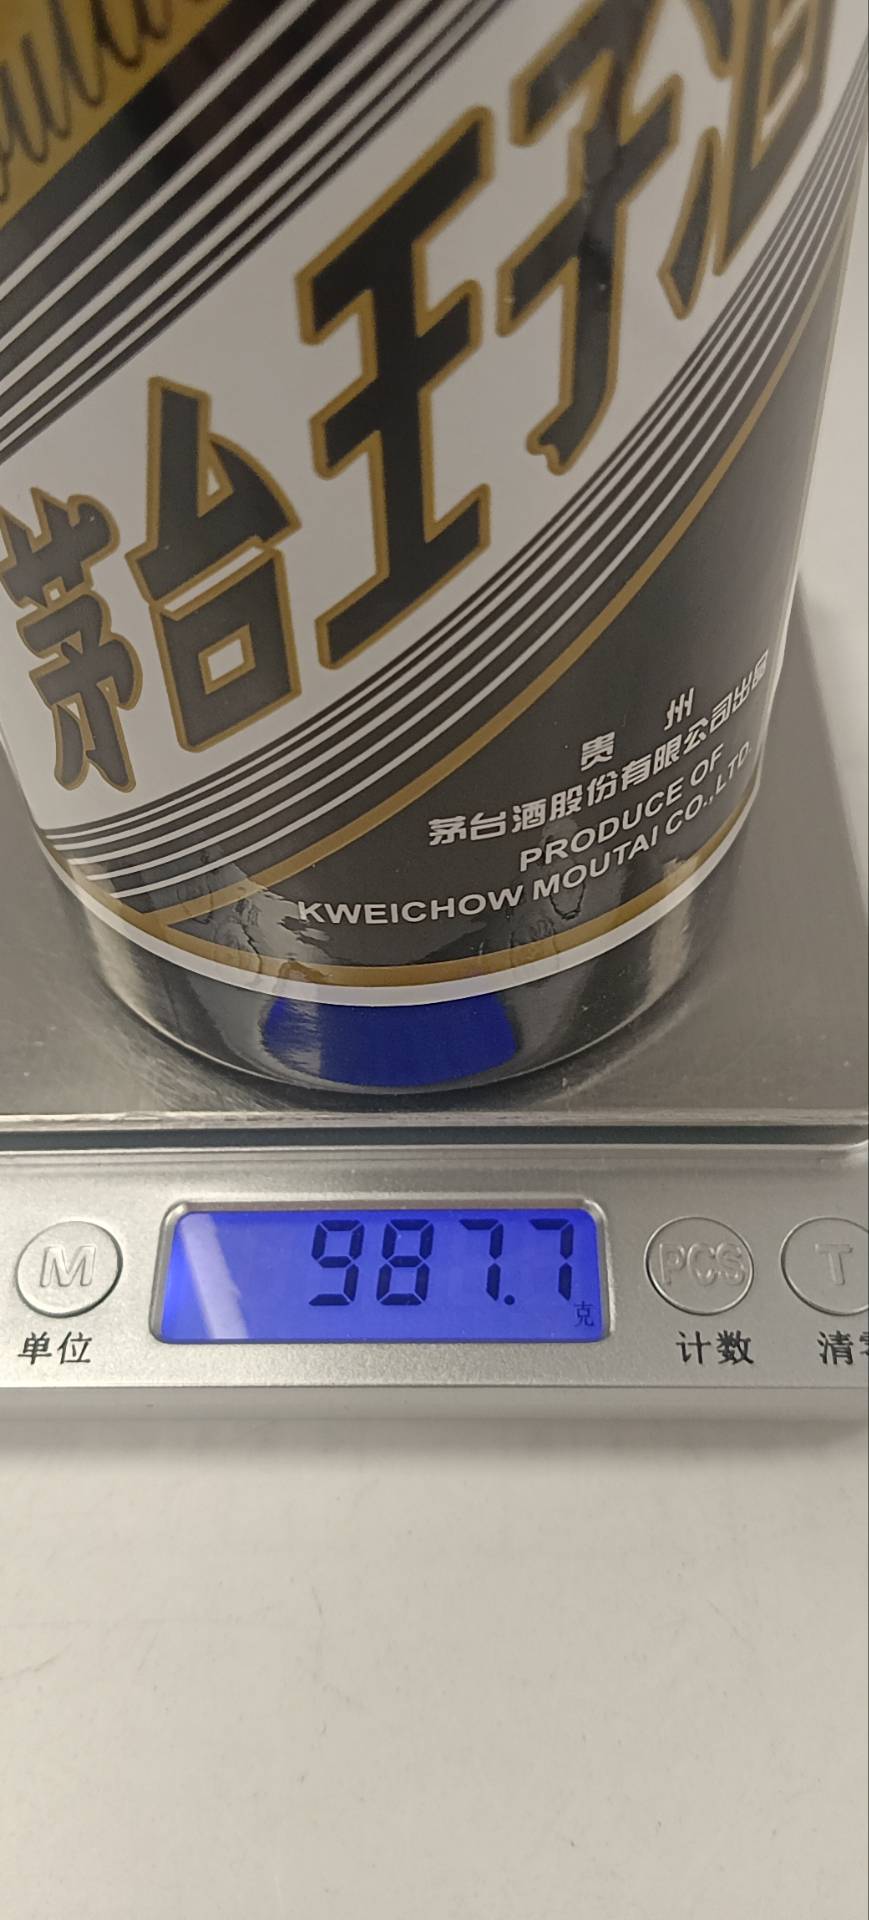 茅台王子酒
贵州
茅台酒股份有限公司出品
PRODUCE OF
KWEICHOW MOUTAI CO.,LTD.
987.7
克
M
PCS
T
单位
计数
清